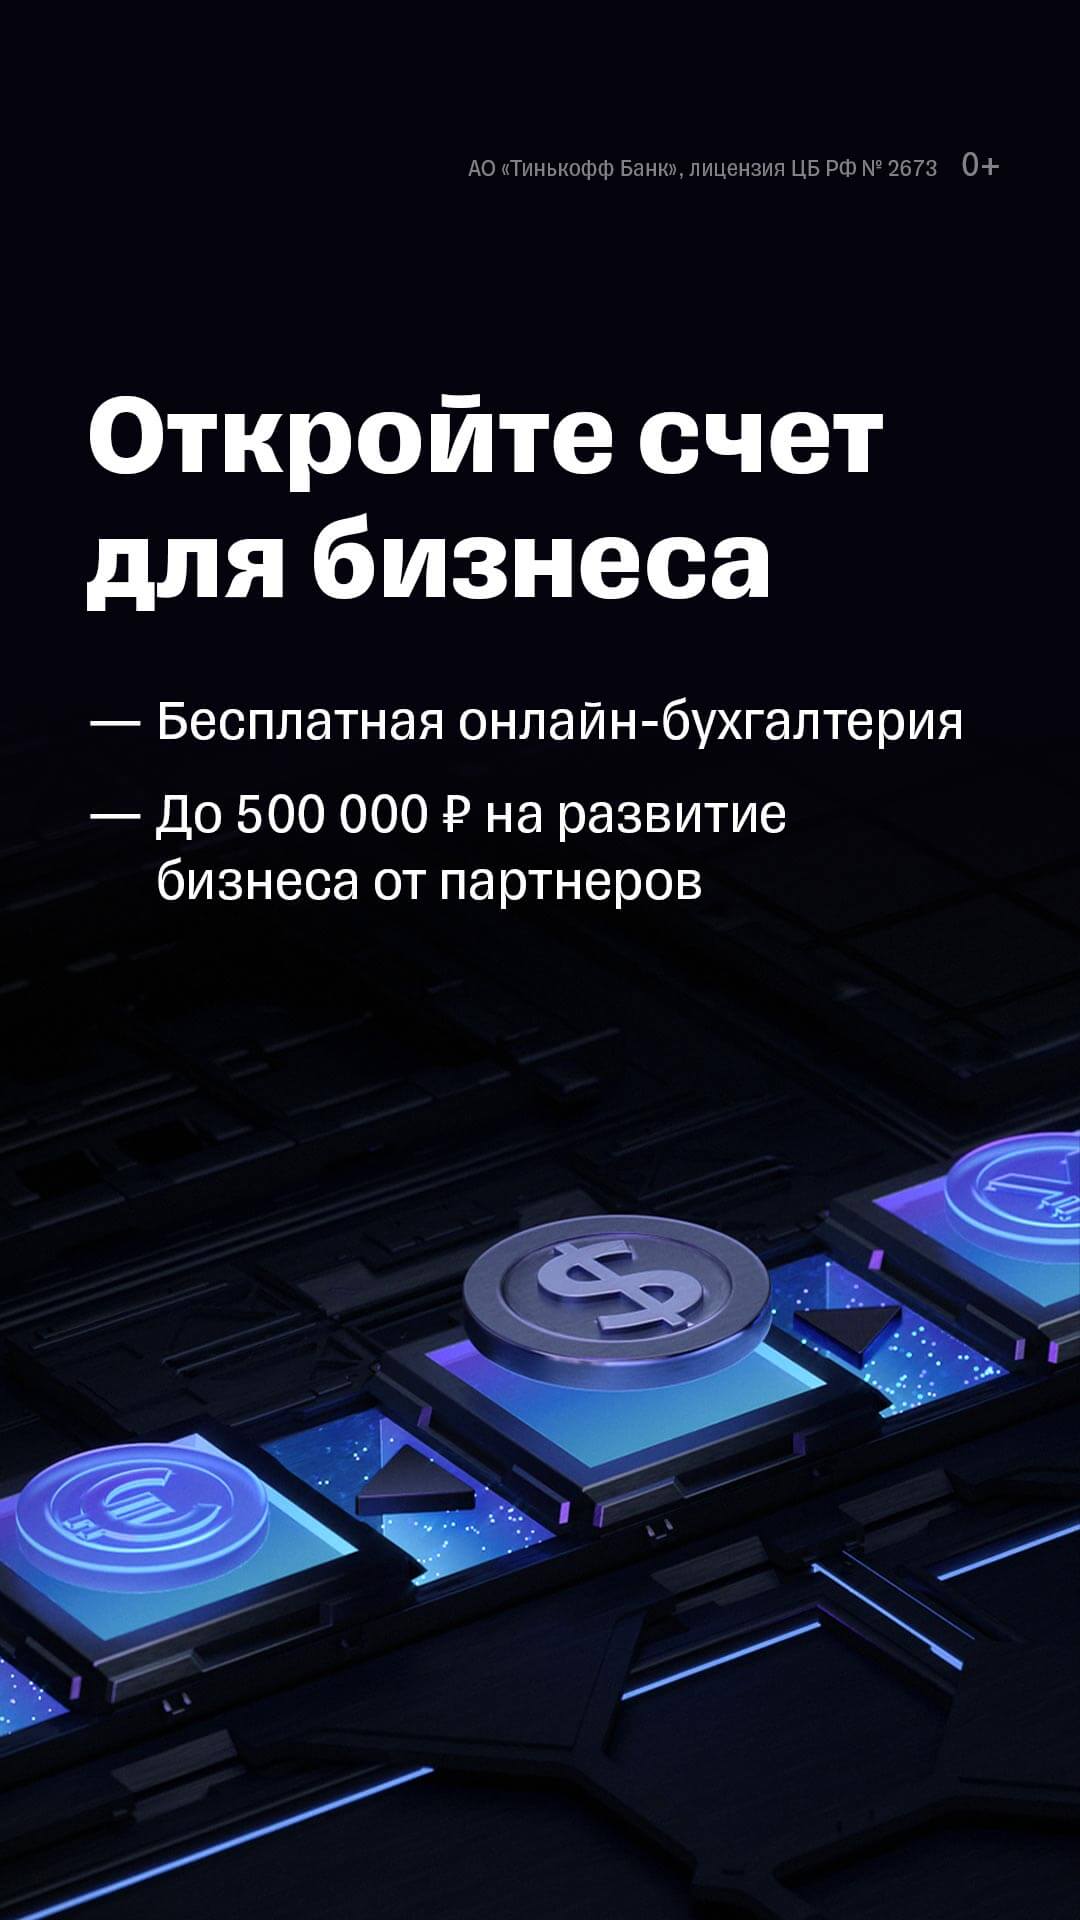 АО «Тинькофф Банк», лицензия ЦБ РФ № 2673 0+
Откройте счет
для бизнеса
— Бесплатная онлайн-бухгалтерия
— До 500 000 ₽ на развитие
бизнеса от партнеров
$